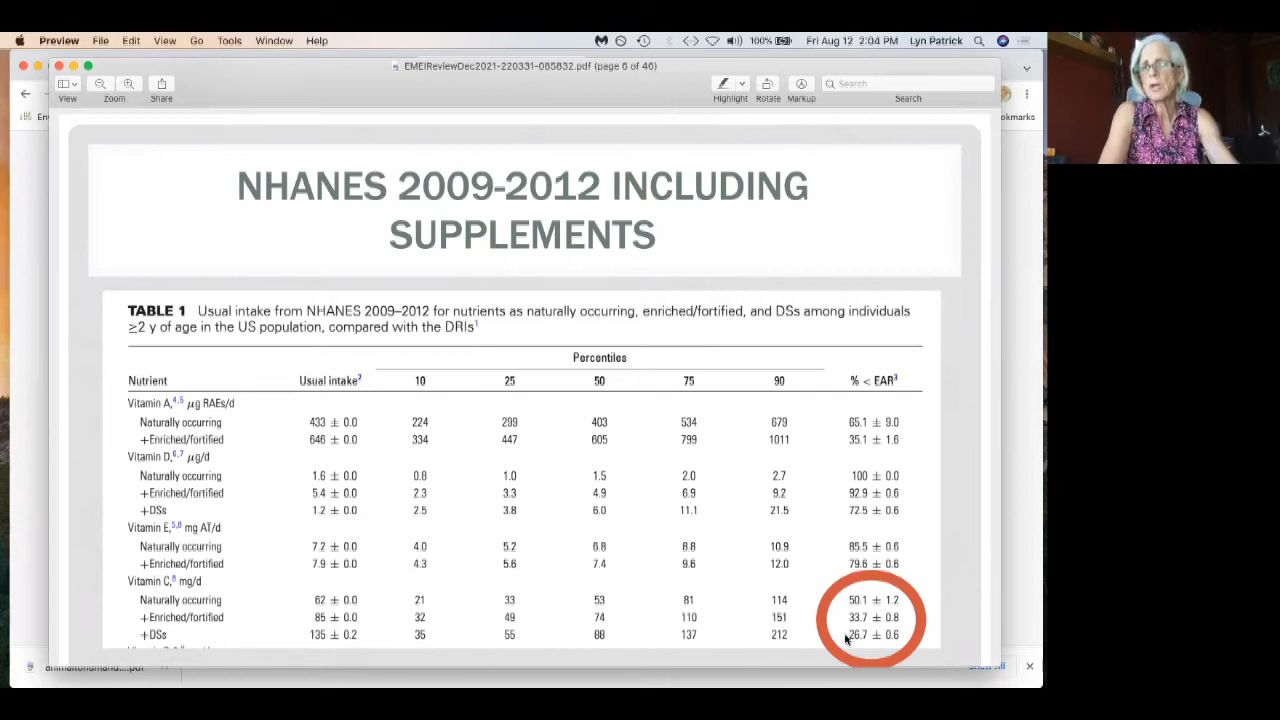 Preview File Edit View Go Tools Window Help 100% Fri Aug 12 2:04 PM Lyn Patrick
EMEIReviewDec2021-220331-085832.pdf (page 6 of 46)
Search
View Zoom Share Highlight Rotate Markup Search
okmarks
NHANES 2009-2012 INCLUDING
SUPPLEMENTS
TABLE 1 Usual intake from NHANES 2009–2012 for nutrients as naturally occurring, enriched/fortified, and DSs among individuals
≥2 y of age in the US population, compared with the DRIs1
Percentiles
Nutrient Usual intake2 10 25 50 75 90 % < EAR3
Vitamin A,4,5 μg RAEs/d
Naturally occurring 433 ± 0.0 224 299 403 534 679 65.1 ± 9.0
+Enriched/fortified 646 ± 0.0 334 447 605 799 1011 35.1 ± 1.6
Vitamin D,6,7 μg/d
Naturally occurring 1.6 ± 0.0 0.8 1.0 1.5 2.0 2.7 100 ± 0.0
+Enriched/fortified 5.4 ± 0.0 2.3 3.3 4.9 6.9 9.2 92.9 ± 0.6
+DSs 1.2 ± 0.0 2.5 3.8 6.0 11.1 21.5 72.5 ± 0.6
Vitamin E,5,8 mg AT/d
Naturally occurring 7.2 ± 0.0 4.0 5.2 6.8 8.8 10.9 85.5 ± 0.6
+Enriched/fortified 7.9 ± 0.0 4.3 5.6 7.4 9.6 12.0 79.6 ± 0.6
Vitamin C,6 mg/d
Naturally occurring 62 ± 0.0 21 33 53 81 114 50.1 ± 1.2
+Enriched/fortified 85 ± 0.0 32 49 74 110 151 33.7 ± 0.8
+DSs 135 ± 0.2 35 55 88 137 212 26.7 ± 0.6
Show All